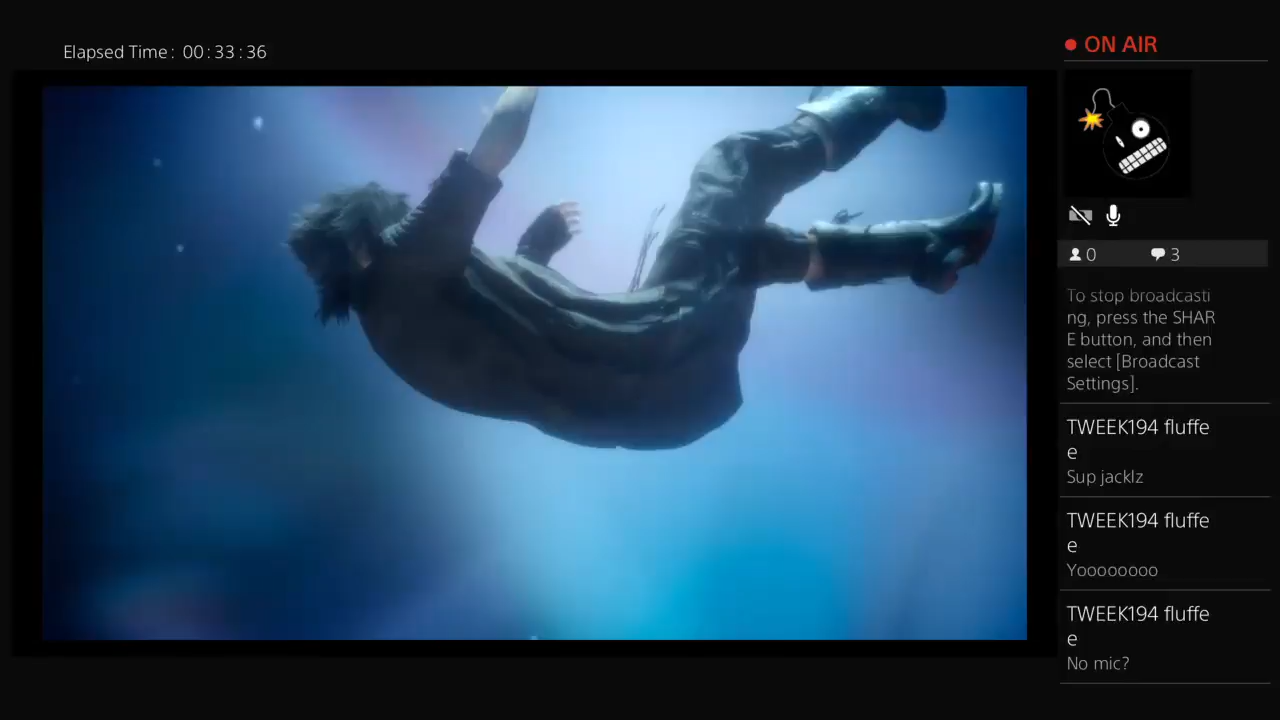 Elapsed Time: 00:33:36
ON AIR
0 3
To stop broadcasti
ng, press the SHAR
E button, and then
select [Broadcast
Settings].
TWEEK194 fluffe
e
Sup jacklz
TWEEK194 fluffe
e
Yoooooooo
TWEEK194 fluffe
e
No mic?